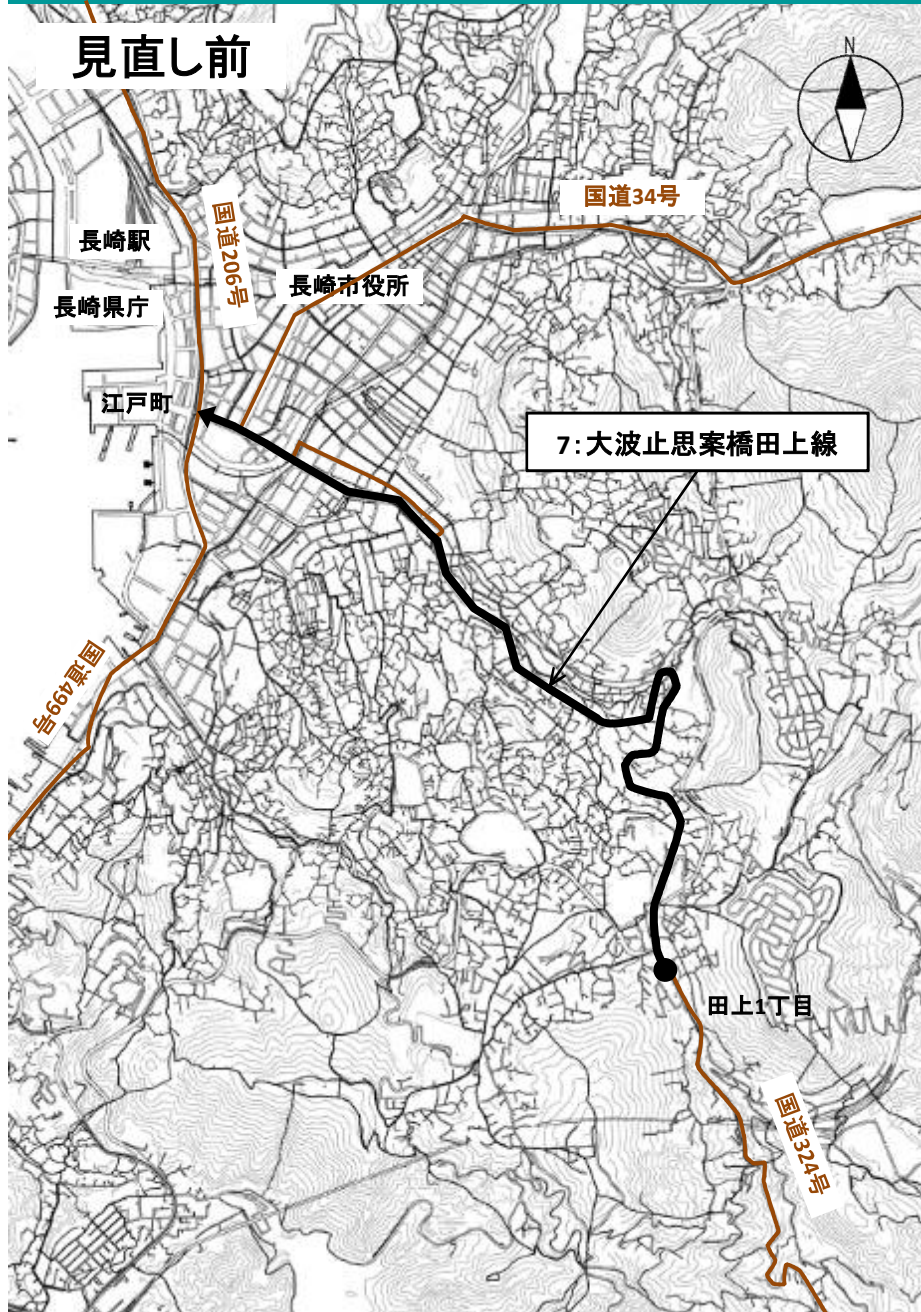 見直し前
N
国道34号
国道206号
長崎駅
長崎市役所
長崎県庁
江戸町
7:大波止思案橋田上線
国道499号
田上1丁目
国道324号